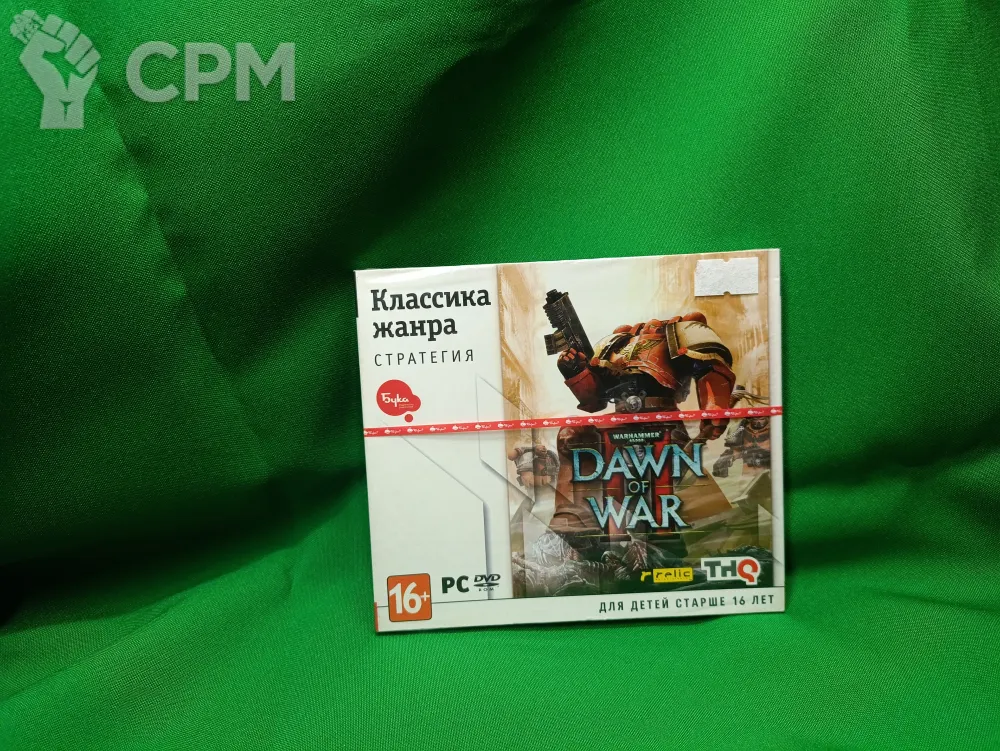 CPM
Классика
жанра
СТРАТЕГИЯ
Бука
WARHAMMER
DAWN
OF
WAR
II
relic
THQ
16+
PC DVD
ДЛЯ ДЕТЕЙ СТАРШЕ 16 ЛЕТ